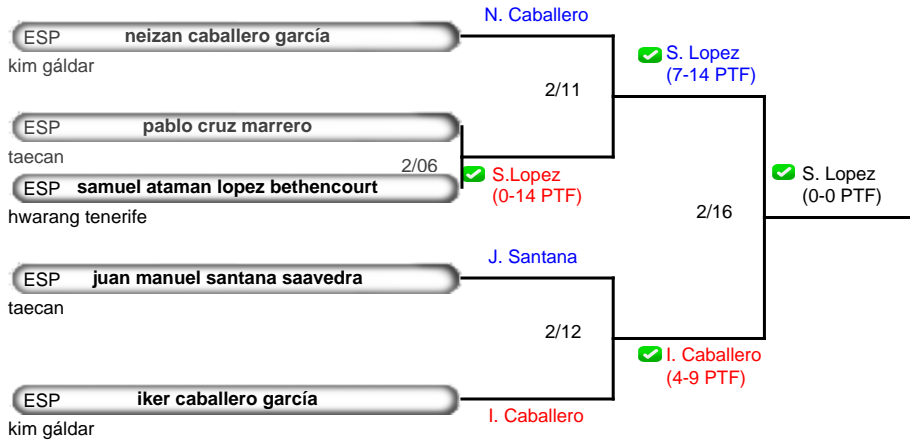 N. Caballero
ESP neizan caballero garcía
kim gáldar
S. Lopez
(7-14 PTF)
2/11
ESP pablo cruz marrero
taecan
2/06
S.Lopez
(0-14 PTF)
ESP samuel ataman lopez bethencourt
hwarang tenerife
S. Lopez
(0-0 PTF)
2/16
J. Santana
ESP juan manuel santana saavedra
taecan
2/12
I. Caballero
(4-9 PTF)
ESP iker caballero garcía
I. Caballero
kim gáldar